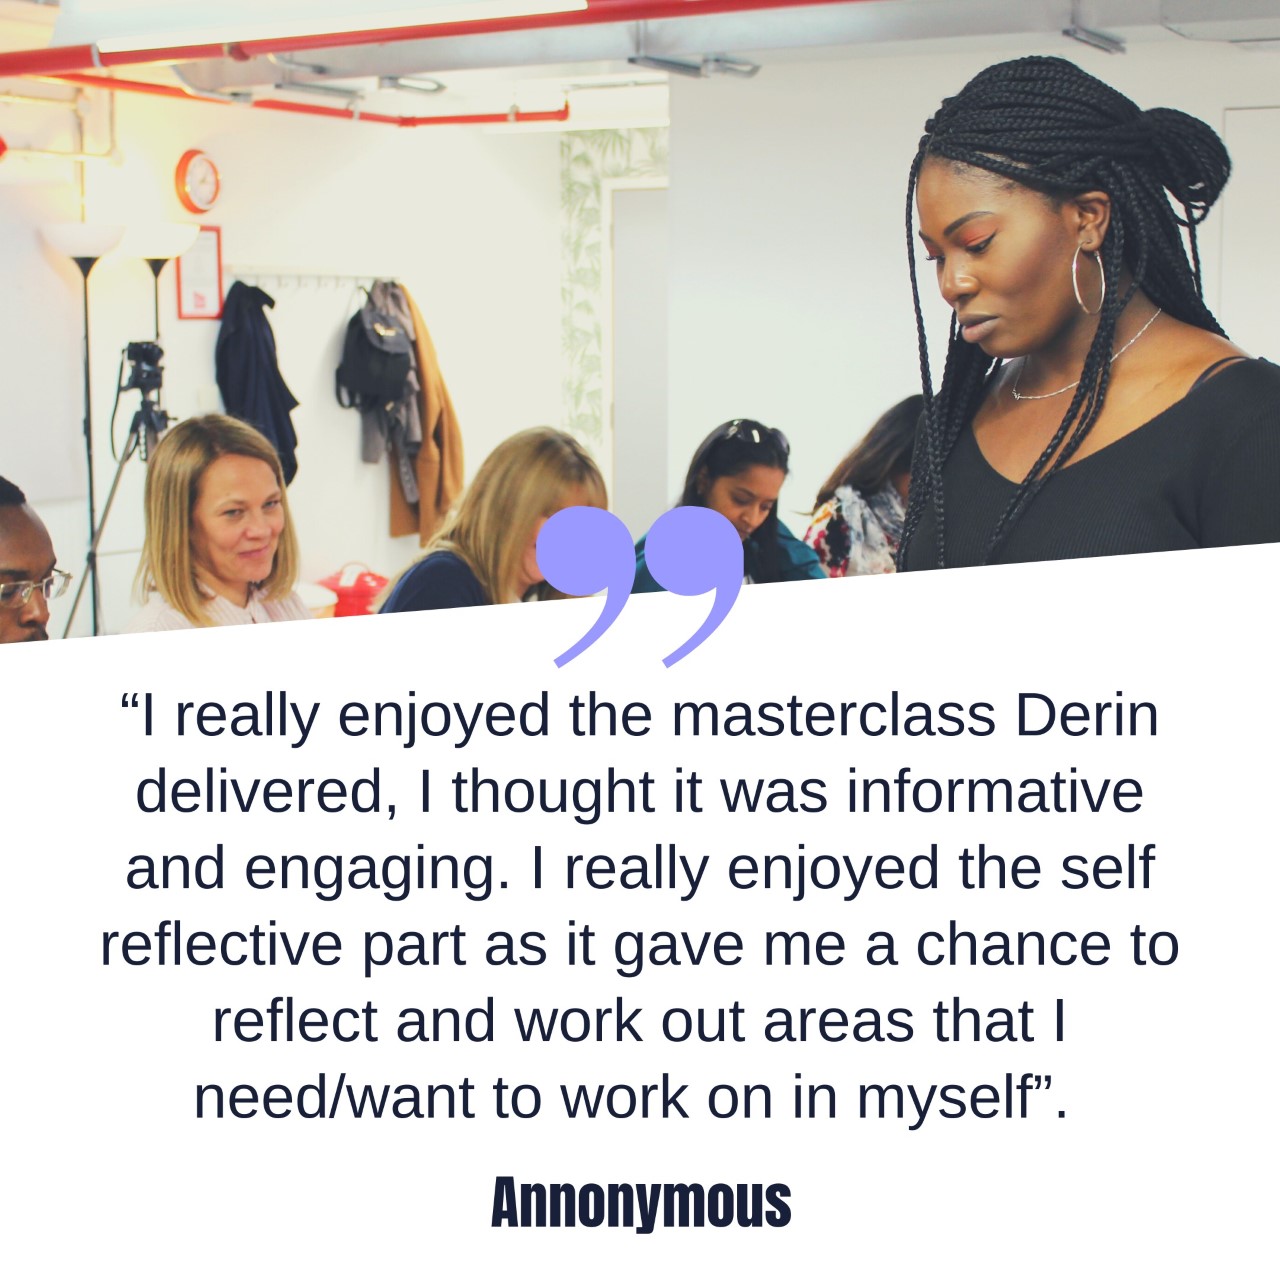 “I really enjoyed the masterclass Derin
delivered, I thought it was informative
and engaging. I really enjoyed the self
reflective part as it gave me a chance to
reflect and work out areas that I
need/want to work on in myself”.
Annonymous